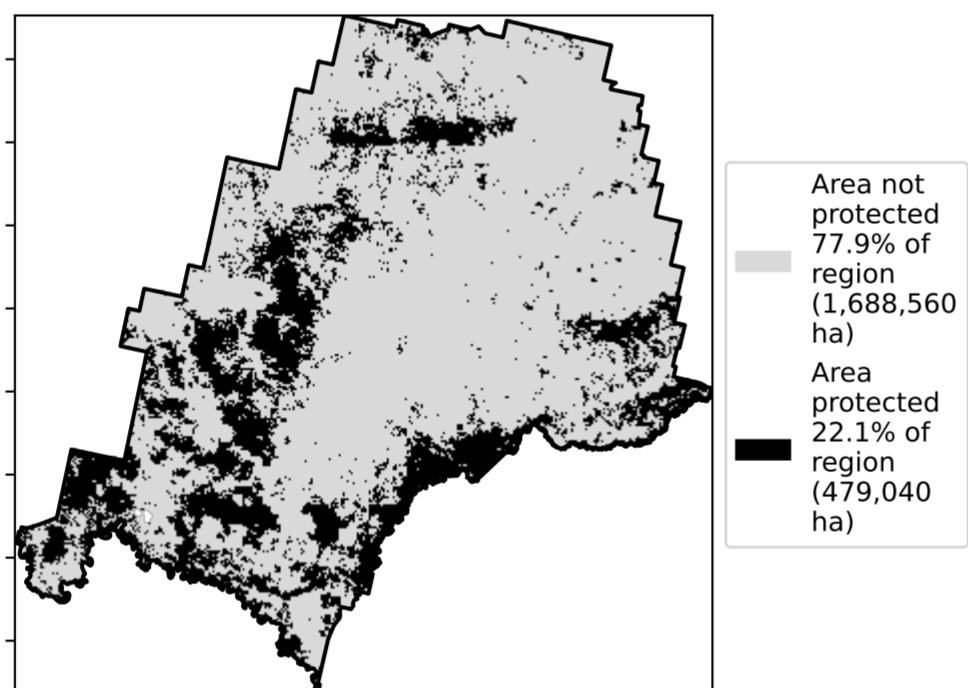 Area not
protected
77.9% of
region
(1,688,560
ha)
Area
protected
22.1% of
region
(479,040
ha)